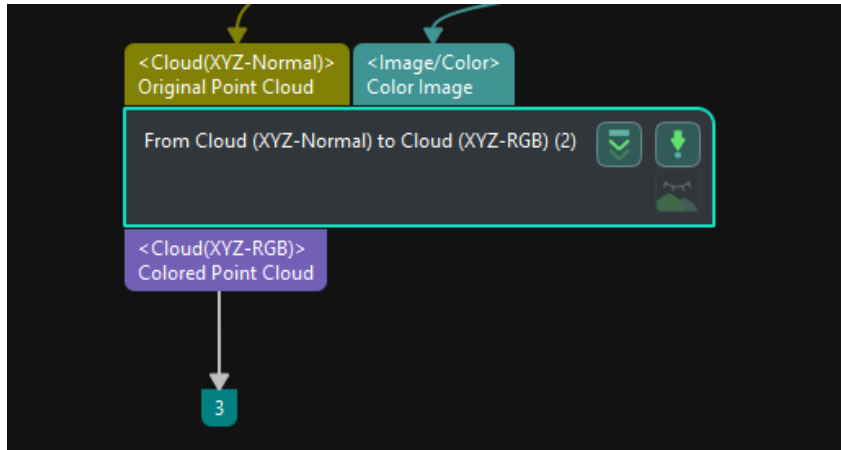 <Cloud(XYZ-Normal)>
Original Point Cloud
<Image/Color>
Color Image
From Cloud (XYZ-Normal) to Cloud (XYZ-RGB) (2)
<Cloud(XYZ-RGB)>
Colored Point Cloud
3